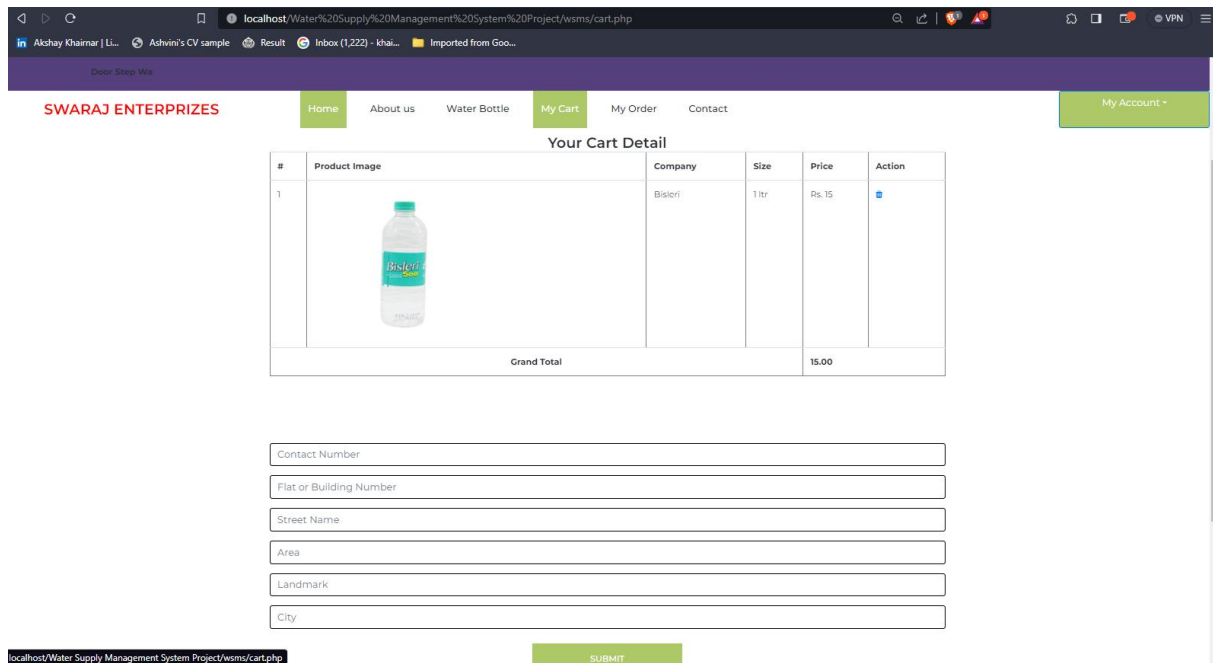 localhost/Water%20Supply%20Management%20System%20Project/wsms/cart.php
VPN
Akshay Khairnar | Li... Ashvini's CV sample Result Inbox (1,222) - khai... Imported from Goo...
Door Step Wa
SWARAJ ENTERPRIZES Home About us Water Bottle My Cart My Order Contact My Account
Your Cart Detail
# Product Image Company Size Price Action
1 Bisleri 1 ltr Rs. 15
Bisleri
Grand Total 15.00
Contact Number
Flat or Building Number
Street Name
Area
Landmark
City
SUBMIT
localhost/Water Supply Management System Project/wsms/cart.php